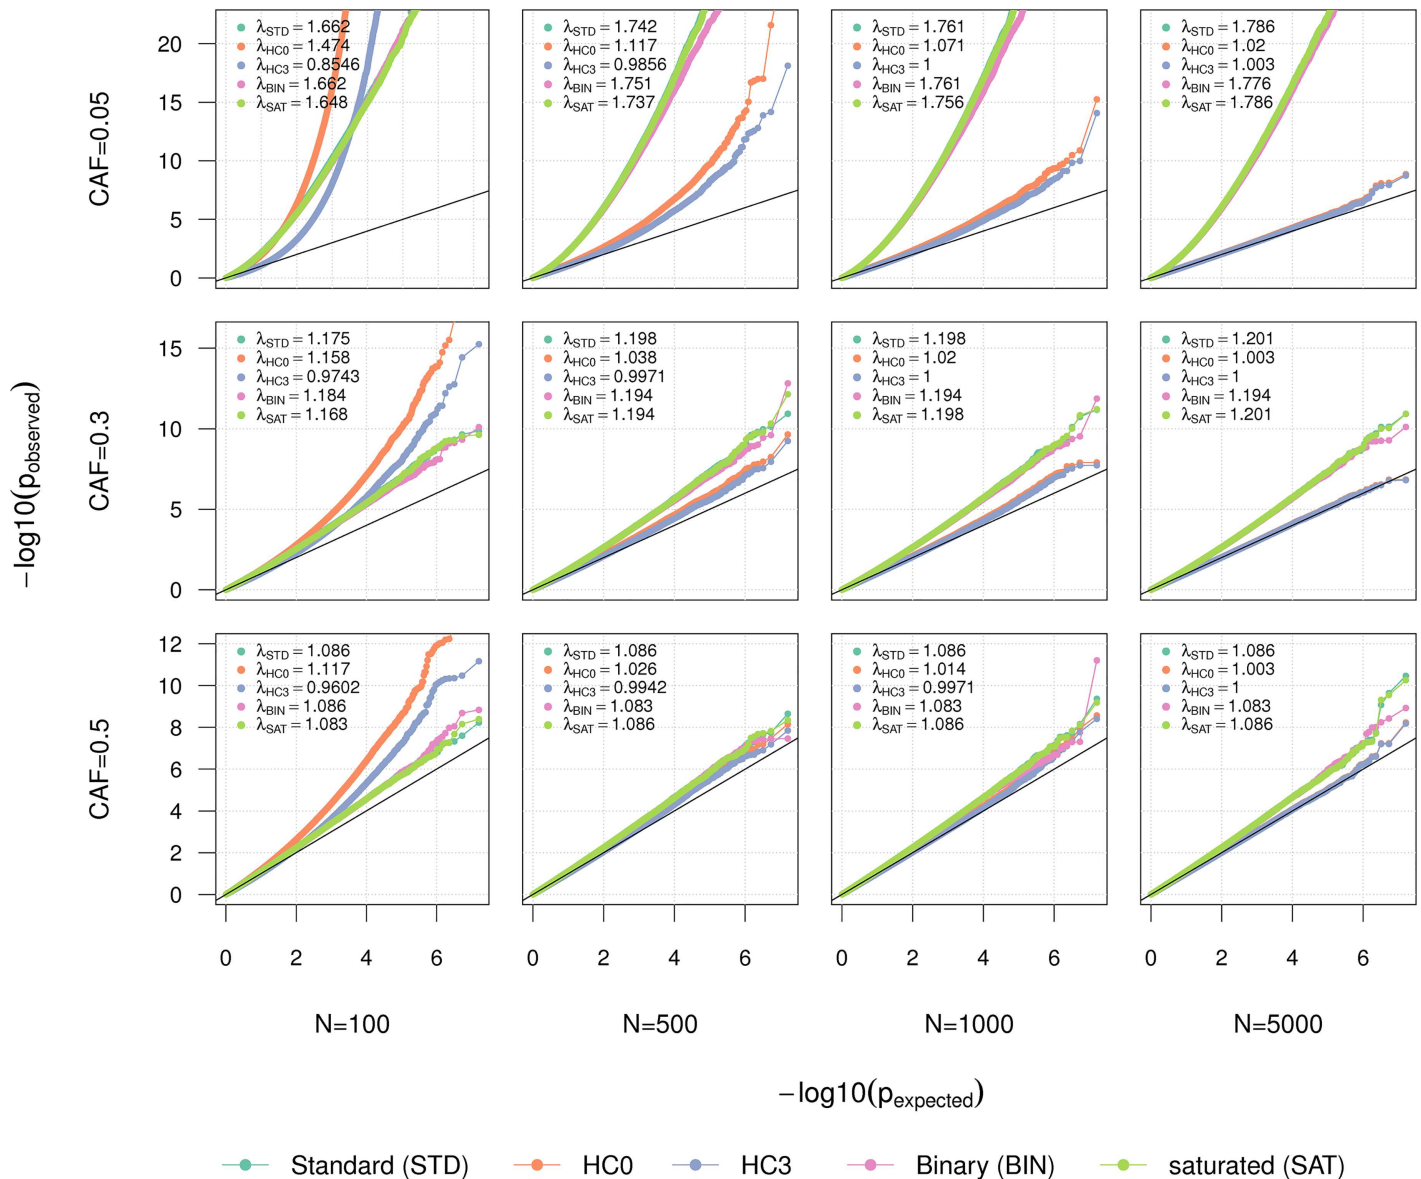 CAF=0.05
20
15
10
5
0
λSTD = 1.662
λHC0 = 1.474
λHC3 = 0.8546
λBIN = 1.662
λSAT = 1.648
λSTD = 1.742
λHC0 = 1.117
λHC3 = 0.9856
λBIN = 1.751
λSAT = 1.737
λSTD = 1.761
λHC0 = 1.071
λHC3 = 1
λBIN = 1.761
λSAT = 1.756
λSTD = 1.786
λHC0 = 1.02
λHC3 = 1.003
λBIN = 1.776
λSAT = 1.786
−log10(pobserved)
CAF=0.3
15
10
5
0
λSTD = 1.175
λHC0 = 1.158
λHC3 = 0.9743
λBIN = 1.184
λSAT = 1.168
λSTD = 1.198
λHC0 = 1.038
λHC3 = 0.9971
λBIN = 1.194
λSAT = 1.194
λSTD = 1.198
λHC0 = 1.02
λHC3 = 1
λBIN = 1.194
λSAT = 1.198
λSTD = 1.201
λHC0 = 1.003
λHC3 = 1
λBIN = 1.194
λSAT = 1.201
CAF=0.5
12
10
8
6
4
2
0
λSTD = 1.086
λHC0 = 1.117
λHC3 = 0.9602
λBIN = 1.086
λSAT = 1.083
λSTD = 1.086
λHC0 = 1.026
λHC3 = 0.9942
λBIN = 1.083
λSAT = 1.086
λSTD = 1.086
λHC0 = 1.014
λHC3 = 0.9971
λBIN = 1.083
λSAT = 1.086
λSTD = 1.086
λHC0 = 1.003
λHC3 = 1
λBIN = 1.083
λSAT = 1.086
0 2 4 6
0 2 4 6
0 2 4 6
0 2 4 6
N=100
N=500
N=1000
N=5000
−log10(pexpected)
Standard (STD)
HC0
HC3
Binary (BIN)
saturated (SAT)